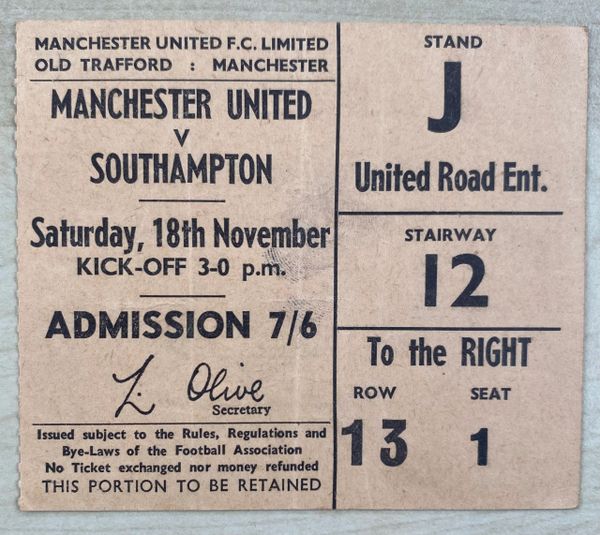 MANCHESTER UNITED F.C. LIMITED
OLD TRAFFORD : MANCHESTER
MANCHESTER UNITED
v
SOUTHAMPTON
Saturday, 18th November
KICK-OFF 3-0 p.m.
ADMISSION 7/6
L. Olive
Secretary
Issued subject to the Rules, Regulations and
Bye-Laws of the Football Association
No Ticket exchanged nor money refunded
THIS PORTION TO BE RETAINED
STAND
J
United Road Ent.
STAIRWAY
12
To the RIGHT
ROW SEAT
13 1